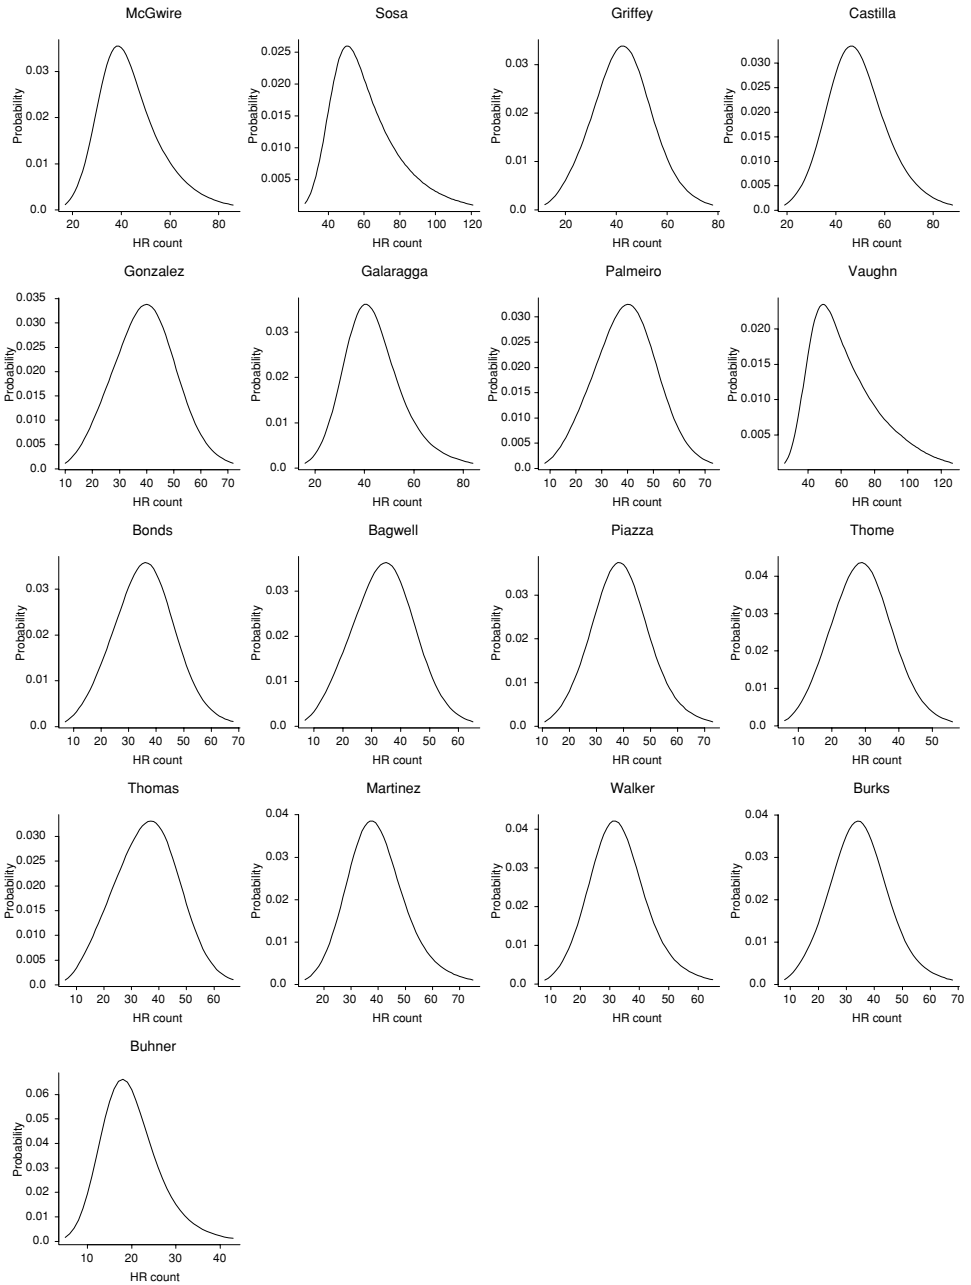 McGwire
Sosa
Griffey
Castilla
Probability
0.03
0.02
0.01
0.0
20 40 60 80
HR count
Probability
0.025
0.020
0.015
0.010
0.005
40 60 80 100 120
HR count
Probability
0.03
0.02
0.01
0.0
20 40 60 80
HR count
Probability
0.030
0.025
0.020
0.015
0.010
0.005
0.0
20 40 60 80
HR count
Gonzalez
Galaragga
Palmeiro
Vaughn
Probability
0.035
0.030
0.025
0.020
0.015
0.010
0.005
0.0
10 20 30 40 50 60 70
HR count
Probability
0.03
0.02
0.01
0.0
20 40 60 80
HR count
Probability
0.030
0.025
0.020
0.015
0.010
0.005
0.0
10 20 30 40 50 60 70
HR count
Probability
0.020
0.015
0.010
0.005
40 60 80 100 120
HR count
Bonds
Bagwell
Piazza
Thome
Probability
0.03
0.02
0.01
0.0
10 20 30 40 50 60 70
HR count
Probability
0.03
0.02
0.01
0.0
10 20 30 40 50 60
HR count
Probability
0.03
0.02
0.01
0.0
10 20 30 40 50 60 70
HR count
Probability
0.04
0.03
0.02
0.01
0.0
10 20 30 40 50
HR count
Thomas
Martinez
Walker
Burks
Probability
0.030
0.025
0.020
0.015
0.010
0.005
0.0
10 20 30 40 50 60
HR count
Probability
0.04
0.03
0.02
0.01
0.0
20 30 40 50 60 70
HR count
Probability
0.04
0.03
0.02
0.01
0.0
10 20 30 40 50 60
HR count
Probability
0.04
0.03
0.02
0.01
0.0
10 20 30 40 50 60 70
HR count
Buhner
Probability
0.06
0.05
0.04
0.03
0.02
0.01
0.0
10 20 30 40
HR count